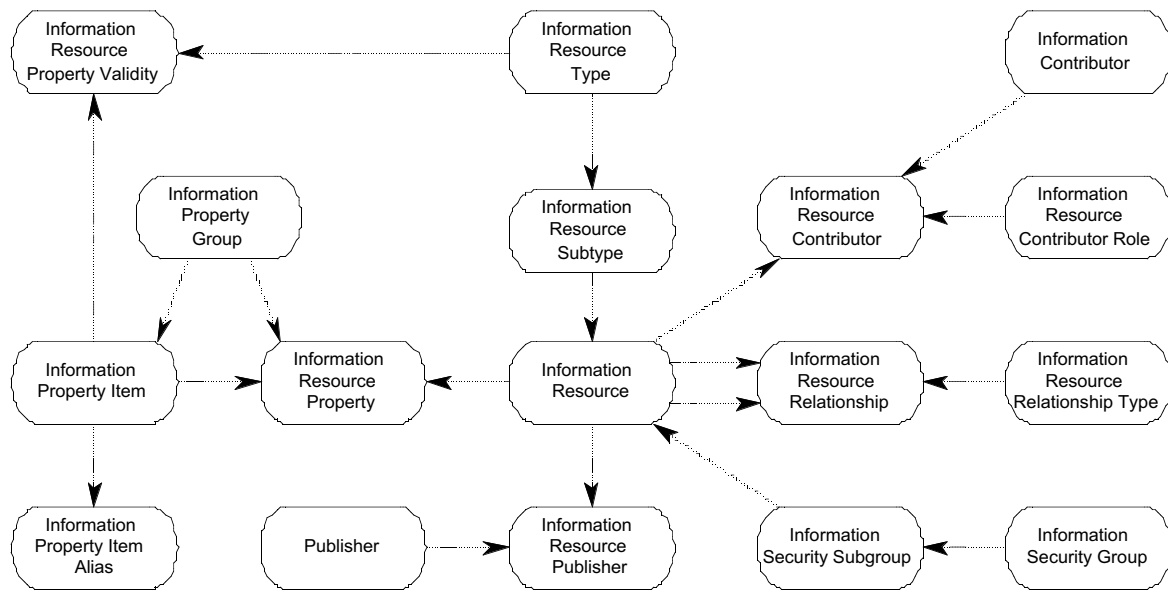 Information
Resource
Property Validity
Information
Resource
Type
Information
Contributor
Information
Property
Group
Information
Resource
Subtype
Information
Resource
Contributor
Information
Resource
Contributor Role
Information
Property Item
Information
Resource
Property
Information
Resource
Information
Resource
Relationship
Information
Resource
Relationship Type
Information
Property Item
Alias
Publisher
Information
Resource
Publisher
Information
Security Subgroup
Information
Security Group